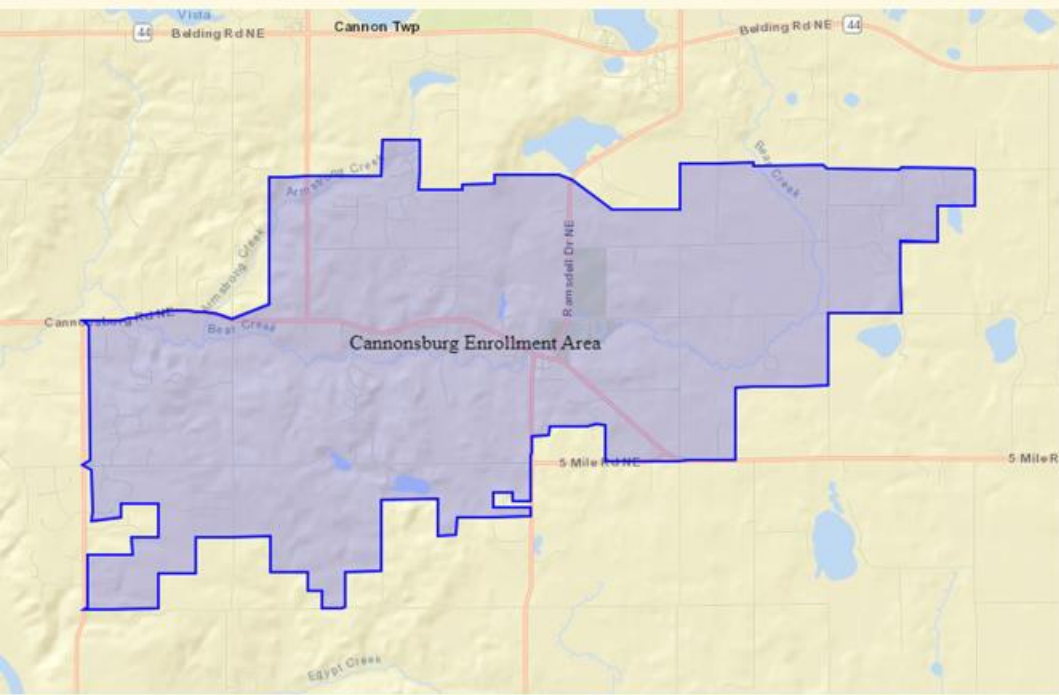 Vista
44
Belding Rd NE
Cannon Twp
Belding Rd NE
44
Armstrong Creek
Bear Creek
Armstrong Creek
Ramsdell Dr NE
Cannonsburg Rd NE
Bear Creek
Cannonsburg Enrollment Area
5 Mile Rd NE
5 Mile R
Egypt Creek